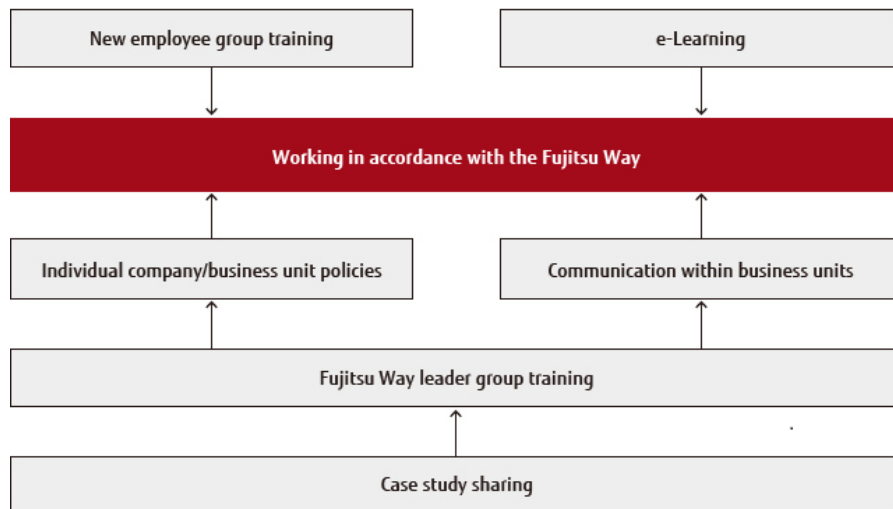 New employee group training
e-Learning
Working in accordance with the Fujitsu Way
Individual company/business unit policies
Communication within business units
Fujitsu Way leader group training
Case study sharing